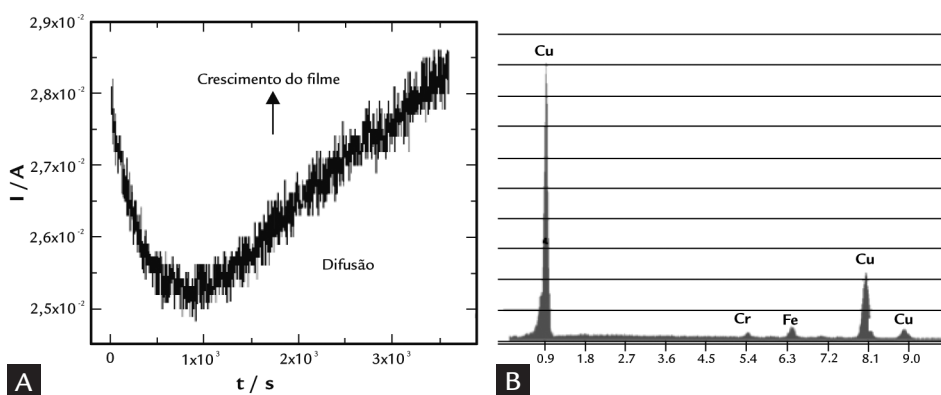 2,9x10⁻²
2,8x10⁻²
2,7x10⁻²
2,6x10⁻²
2,5x10⁻²
I / A
Crescimento do filme
Difusão
0
1x10³
2x10³
3x10³
t / s
A
Cu
Cr
Fe
Cu
Cu
0.9
1.8
2.7
3.6
4.5
5.4
6.3
7.2
8.1
9.0
B